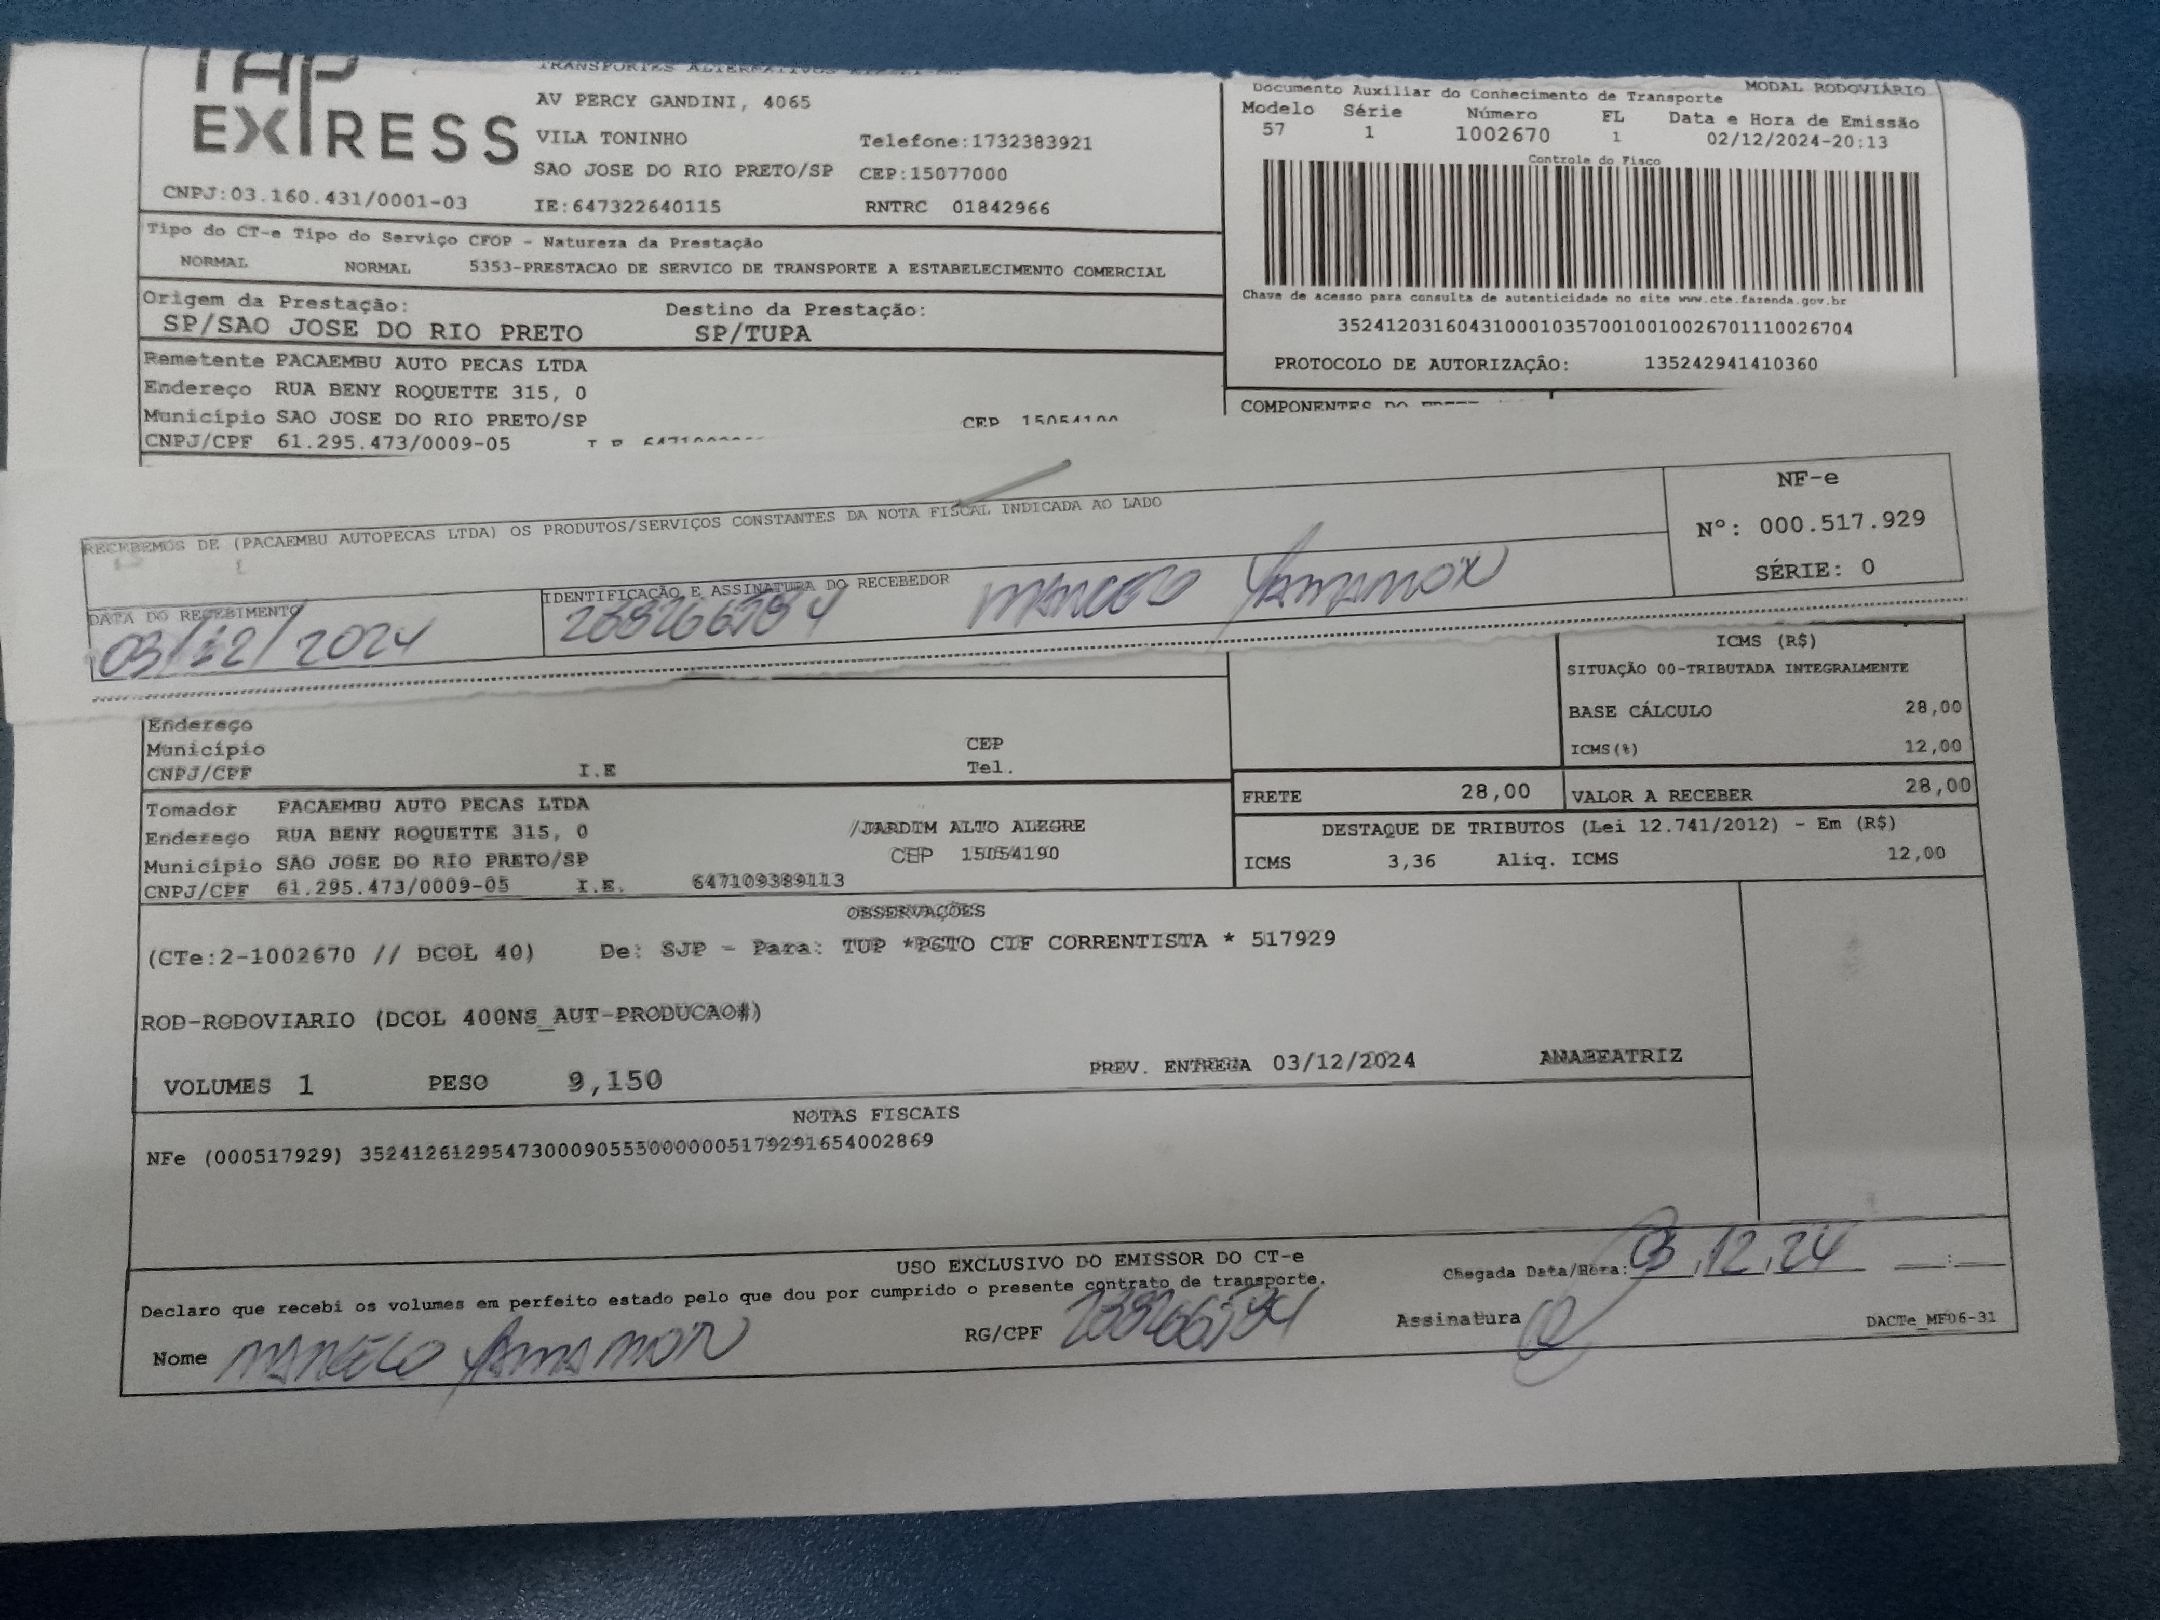 TAP
EXPRESS
TRANSPORTES ALTERNATIVOS
AV PERCY GANDINI, 4065
VILA TONINHO Telefone:1732383921
SAO JOSE DO RIO PRETO/SP CEP:15077000
CNPJ:03.160.431/0001-03 IE:647322640115 RNTRC 01842966
MODAL RODOVIÁRIO
Documento Auxiliar do Conhecimento de Transporte
Modelo Série Número FL Data e Hora de Emissão
57 1 1002670 1 02/12/2024-20:13
Controle do Fisco
Chave de acesso para consulta de autenticidade no site www.cte.fazenda.gov.br
35241203160431000103570010010026701110026704
PROTOCOLO DE AUTORIZAÇÃO: 135242941410360
COMPONENTES DO
Tipo do CT-e Tipo do Serviço CFOP - Natureza da Prestação
NORMAL NORMAL 5353-PRESTACAO DE SERVICO DE TRANSPORTE A ESTABELECIMENTO COMERCIAL
Origem da Prestação: Destino da Prestação:
SP/SAO JOSE DO RIO PRETO SP/TUPA
Remetente PACAEMBU AUTO PECAS LTDA
Endereço RUA BENY ROQUETTE 315, 0
Município SAO JOSE DO RIO PRETO/SP CEP 15054190
CNPJ/CPF 61.295.473/0009-05 I.E
RECEBEMOS DE (PACAEMBU AUTOPECAS LTDA) OS PRODUTOS/SERVIÇOS CONSTANTES DA NOTA FISCAL INDICADA AO LADO
NF-e
Nº: 000.517.929
SÉRIE: 0
DATA DO RECEBIMENTO IDENTIFICAÇÃO E ASSINATURA DO RECEBEDOR
03/12/2024
ICMS (R$)
SITUAÇÃO 00-TRIBUTADA INTEGRALMENTE
BASE CÁLCULO 28,00
ICMS(%) 12,00
Endereço
Município CEP
CNPJ/CPF I.E Tel.
FRETE 28,00 VALOR A RECEBER 28,00
DESTAQUE DE TRIBUTOS (Lei 12.741/2012) - Em (R$)
ICMS 3,36 Aliq. ICMS 12,00
Tomador PACAEMBU AUTO PECAS LTDA
Endereço RUA BENY ROQUETTE 315, 0 /JARDIM ALTO ALEGRE
Município SAO JOSE DO RIO PRETO/SP CEP 15054190
CNPJ/CPF 61.295.473/0009-05 I.E. 647109389113
OBSERVAÇÕES
(CTe:2-1002670 // DCOL 40) De: SJP - Para: TUP *PGTO CIF CORRENTISTA * 517929
ROD-RODOVIARIO (DCOL 400NS_AUT-PRODUCAO#)
VOLUMES 1 PESO 9,150 PREV. ENTREGA 03/12/2024 ANABEATRIZ
NOTAS FISCAIS
NFe (000517929) 35241261295473000905550000005179291654002869
USO EXCLUSIVO DO EMISSOR DO CT-e
Declaro que recebi os volumes em perfeito estado pelo que dou por cumprido o presente contrato de transporte.
Chegada Data/Hora: 03.12.24 __:__
Nome RG/CPF Assinatura
DACTe_MF06-31